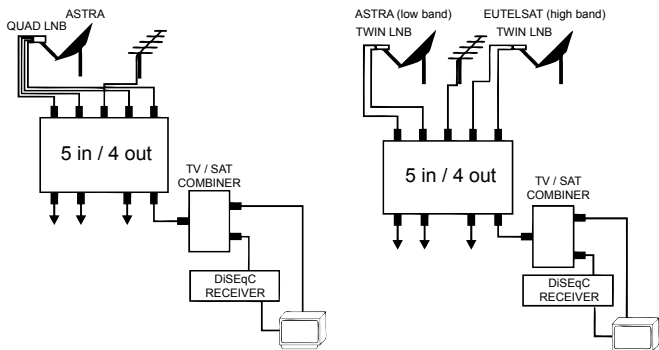 ASTRA
QUAD LNB
5 in / 4 out
TV / SAT
COMBINER
DiSEqC
RECEIVER
ASTRA (low band)
TWIN LNB
EUTELSAT (high band)
TWIN LNB
5 in / 4 out
TV / SAT
COMBINER
DiSEqC
RECEIVER